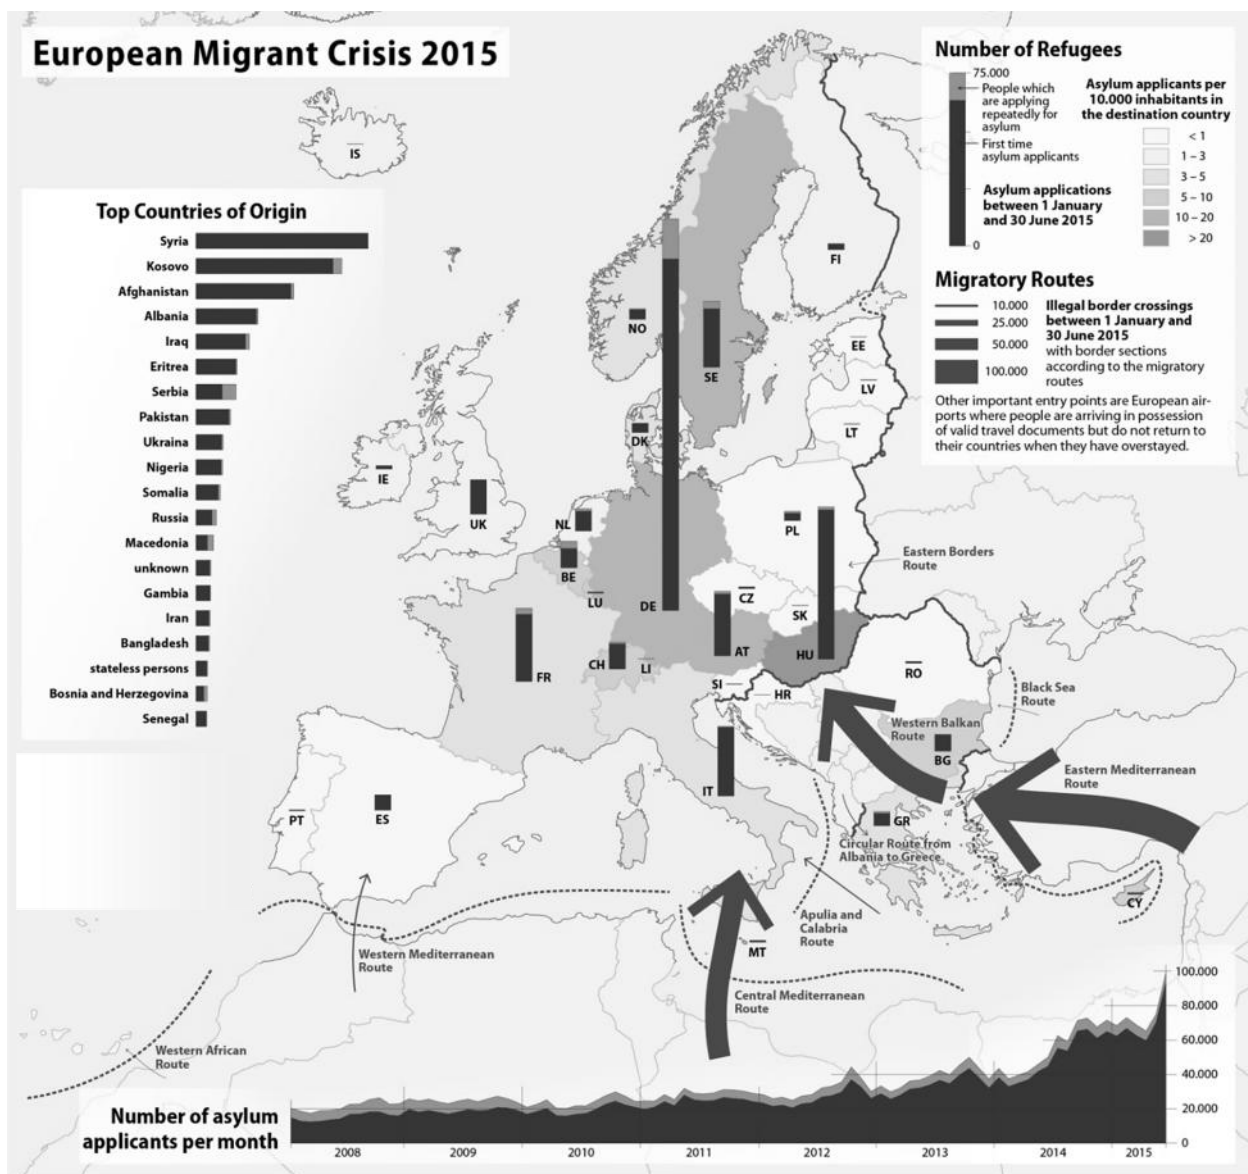 European Migrant Crisis 2015
Number of Refugees
75.000
People which
are applying
repeatedly for
asylum
First time
asylum applicants
Asylum applications
between 1 January
and 30 June 2015
0
Asylum applicants per
10.000 inhabitants in
the destination country
< 1
1 – 3
3 – 5
5 – 10
10 – 20
> 20
Migratory Routes
10.000
25.000
50.000
100.000
Illegal border crossings
between 1 January and
30 June 2015
with border sections
according to the migratory
routes
Other important entry points are European air-
ports where people are arriving in possession
of valid travel documents but do not return to
their countries when they have overstayed.
Top Countries of Origin
Syria
Kosovo
Afghanistan
Albania
Iraq
Eritrea
Serbia
Pakistan
Ukraina
Nigeria
Somalia
Russia
Macedonia
unknown
Gambia
Iran
Bangladesh
stateless persons
Bosnia and Herzegovina
Senegal
IS
FI
NO
SE
EE
LV
LT
DK
IE
UK
NL
BE
LU
DE
PL
CZ
SK
AT
HU
FR
CH
LI
SI
HR
RO
BG
IT
GR
PT
ES
MT
CY
Eastern Borders
Route
Black Sea
Route
Western Balkan
Route
Eastern Mediterranean
Route
Circular Route from
Albania to Greece
Apulia and
Calabria
Route
Western Mediterranean
Route
Central Mediterranean
Route
Western African
Route
Number of asylum
applicants per month
100.000
80.000
60.000
40.000
20.000
0
2008
2009
2010
2011
2012
2013
2014
2015